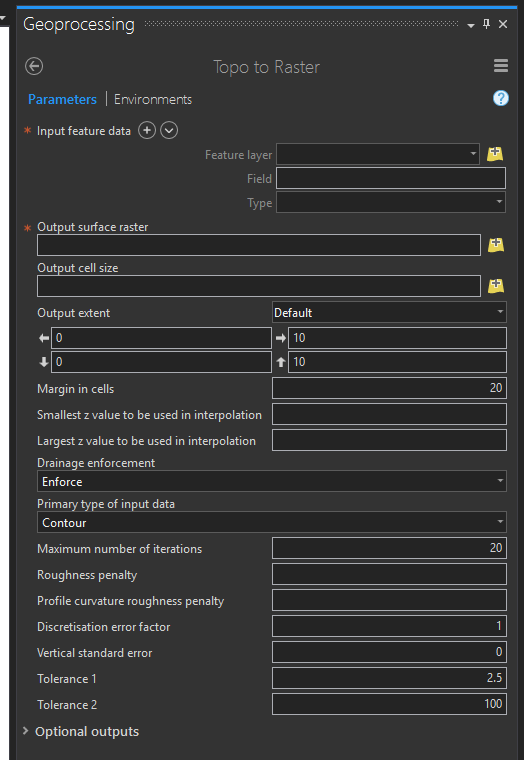 Geoprocessing
Topo to Raster
Parameters | Environments
?
* Input feature data
Feature layer
Field
Type
* Output surface raster
Output cell size
Output extent Default
0 10
0 10
Margin in cells 20
Smallest z value to be used in interpolation
Largest z value to be used in interpolation
Drainage enforcement
Enforce
Primary type of input data
Contour
Maximum number of iterations 20
Roughness penalty
Profile curvature roughness penalty
Discretisation error factor 1
Vertical standard error 0
Tolerance 1 2.5
Tolerance 2 100
Optional outputs